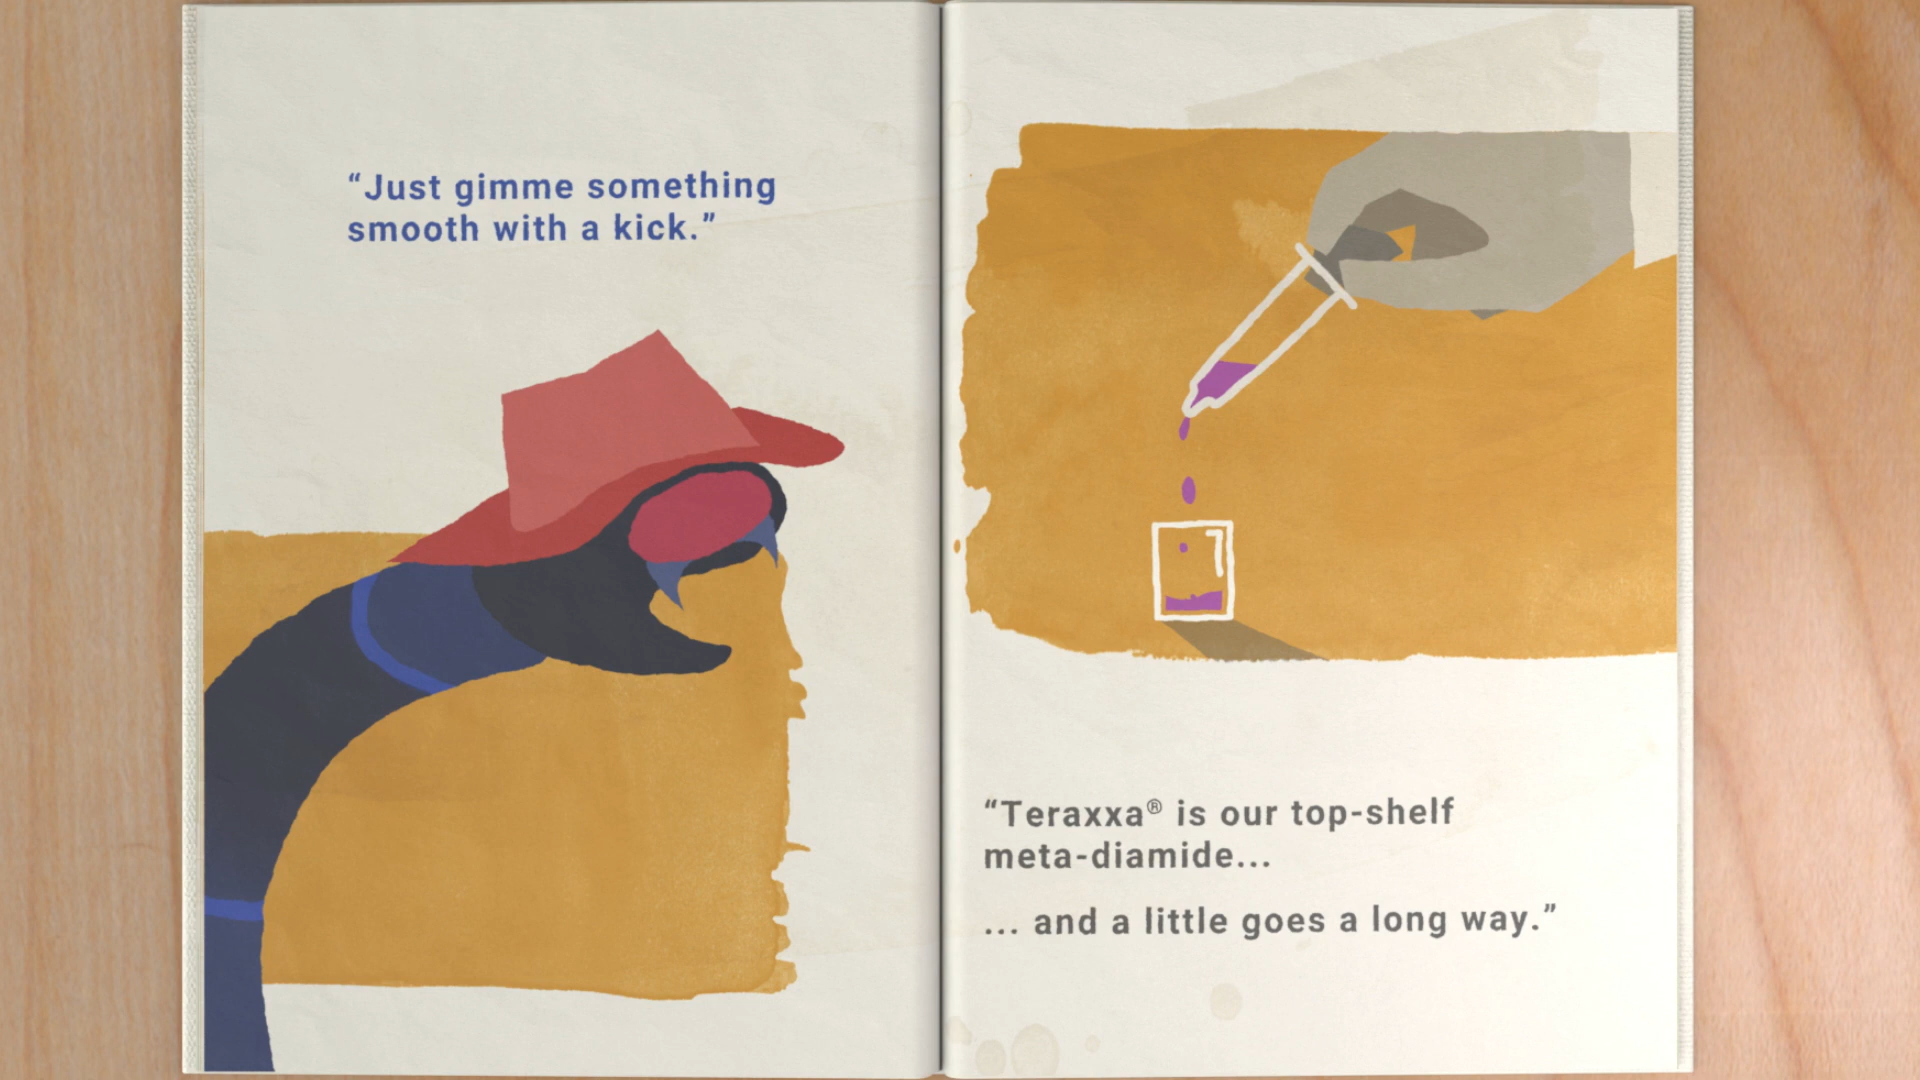 “Just gimme something
smooth with a kick.”
“Teraxxa® is our top-shelf
meta-diamide...
... and a little goes a long way.”